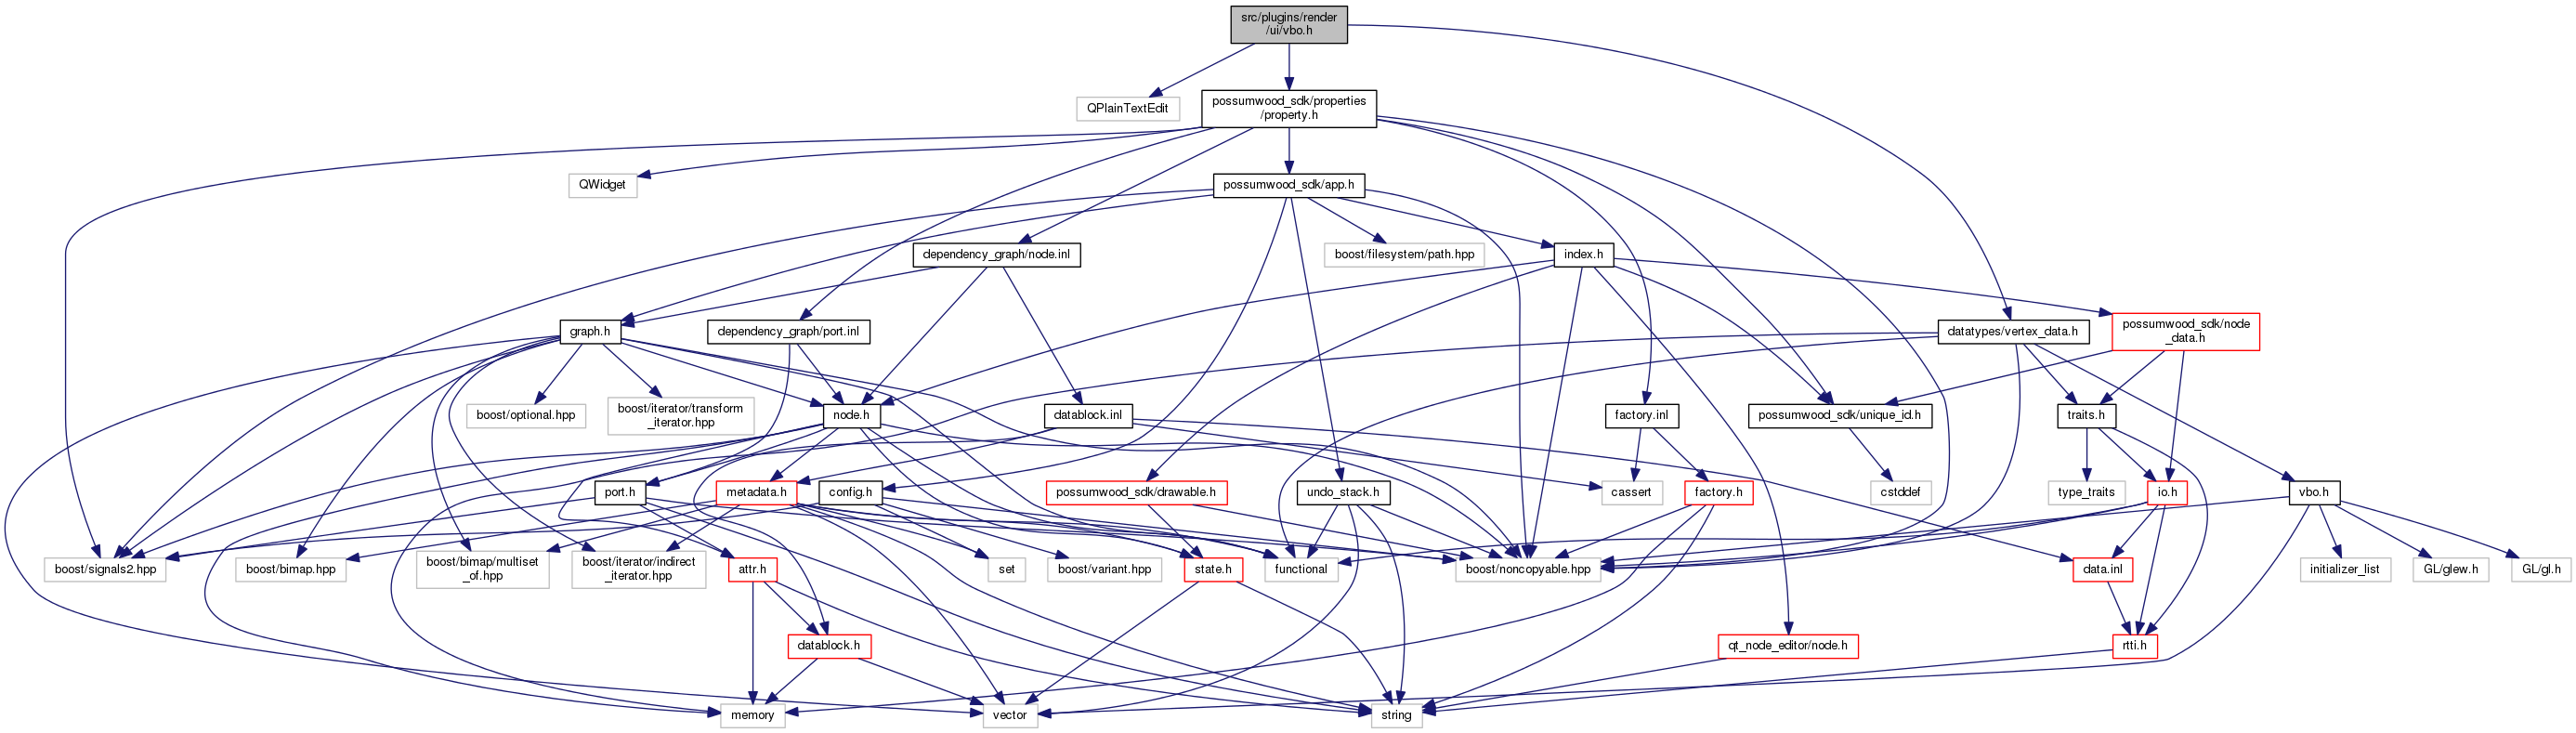 src/plugins/render
/ui/vbo.h
QPlainTextEdit
possumwood_sdk/properties
/property.h
QWidget
possumwood_sdk/app.h
dependency_graph/node.inl
boost/filesystem/path.hpp
index.h
graph.h
dependency_graph/port.inl
datatypes/vertex_data.h
possumwood_sdk/node
_data.h
boost/optional.hpp
boost/iterator/transform
_iterator.hpp
node.h
datablock.inl
factory.inl
possumwood_sdk/unique_id.h
traits.h
port.h
metadata.h
config.h
possumwood_sdk/drawable.h
undo_stack.h
cassert
factory.h
cstddef
type_traits
io.h
vbo.h
boost/signals2.hpp
boost/bimap.hpp
boost/bimap/multiset
_of.hpp
boost/iterator/indirect
_iterator.hpp
attr.h
set
boost/variant.hpp
state.h
functional
boost/noncopyable.hpp
data.inl
initializer_list
GL/glew.h
GL/gl.h
datablock.h
qt_node_editor/node.h
rtti.h
memory
vector
string